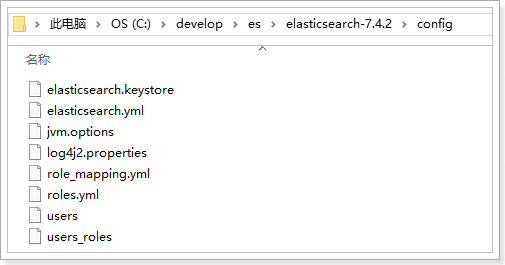 此电脑 > OS (C:) > develop > es > elasticsearch-7.4.2 > config
名称
elasticsearch.keystore
elasticsearch.yml
jvm.options
log4j2.properties
role_mapping.yml
roles.yml
users
users_roles